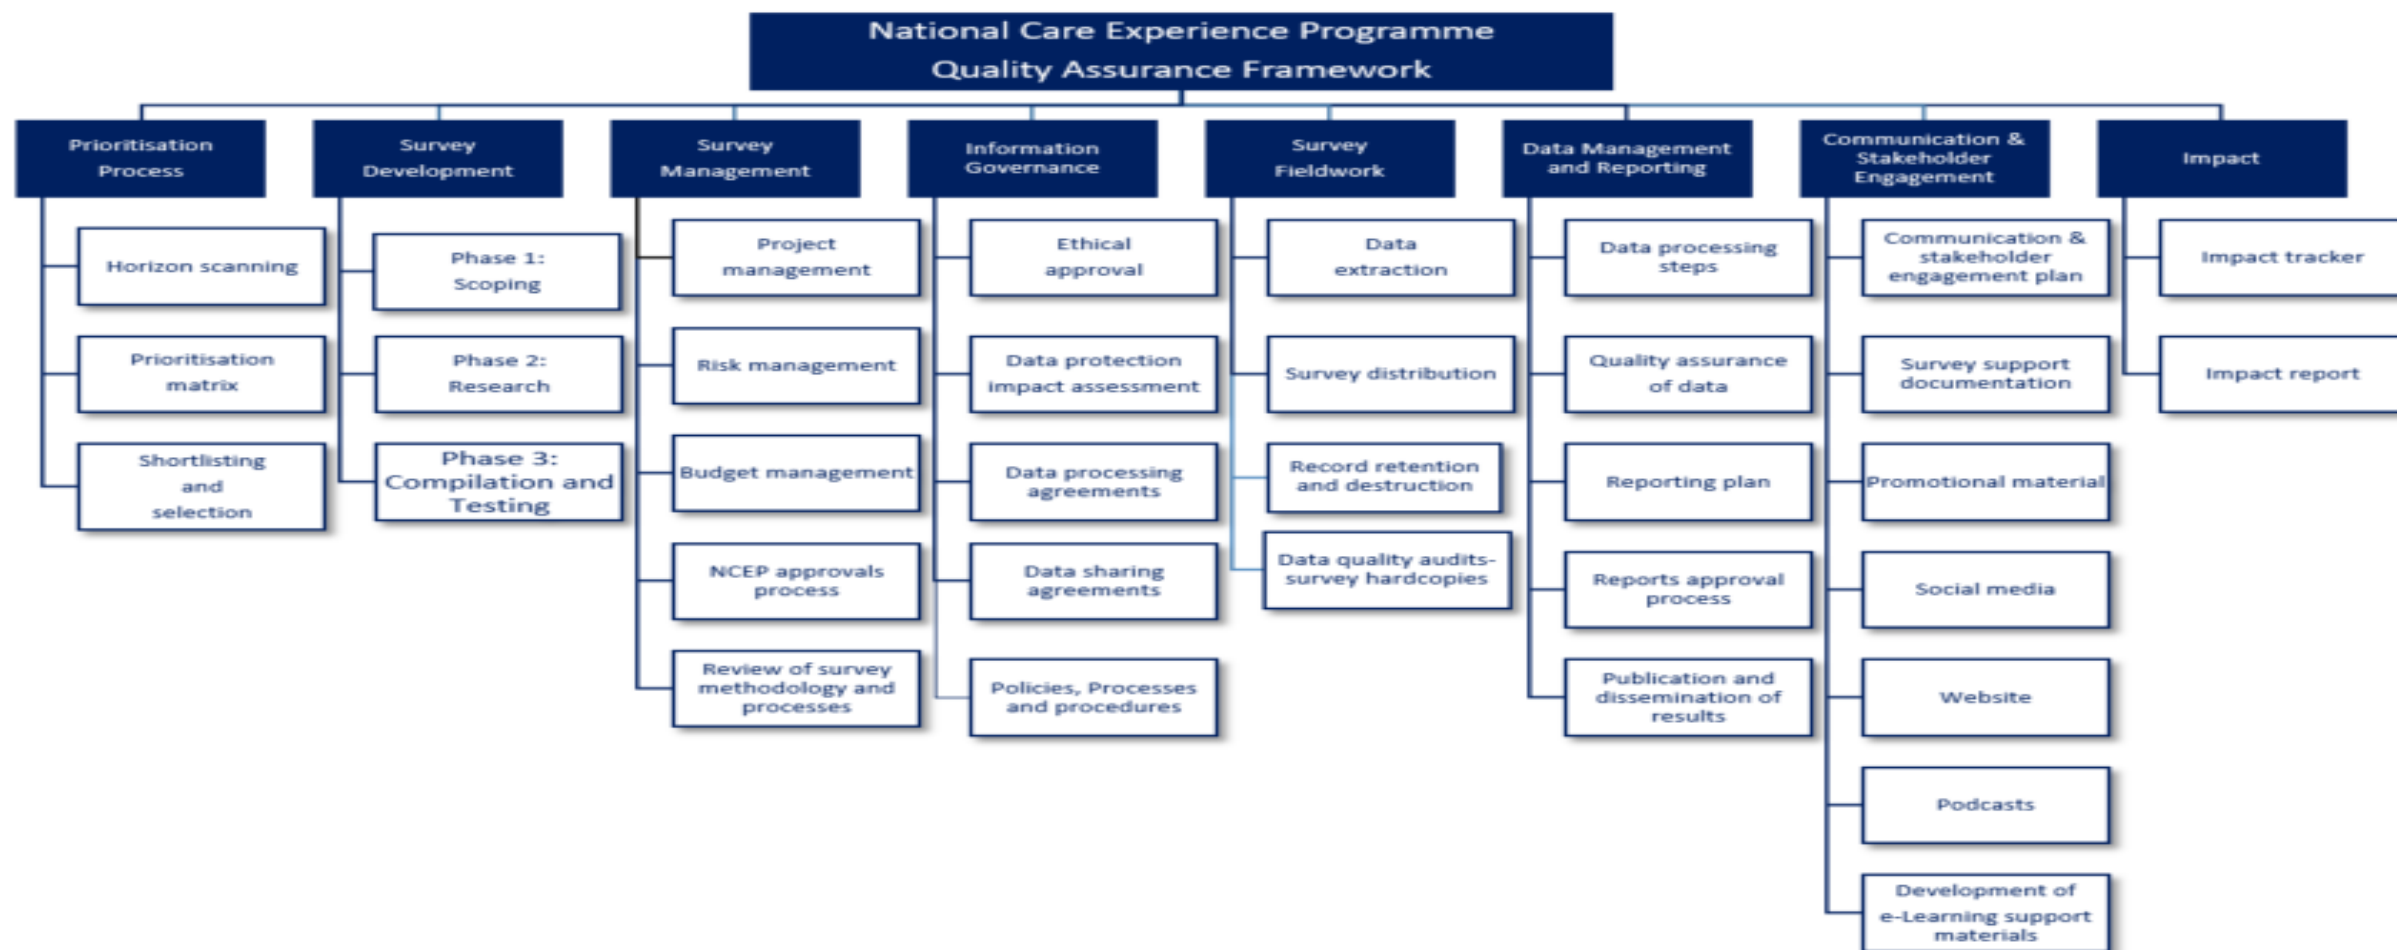 National Care Experience Programme
Quality Assurance Framework
Prioritisation
Process
Horizon scanning
Prioritisation
matrix
Shortlisting
and
selection
Survey
Development
Phase 1:
Scoping
Phase 2:
Research
Phase 3:
Compilation and
Testing
Survey
Management
Project
management
Risk management
Budget management
NCEP approvals
process
Review of survey
methodology and
processes
Information
Governance
Ethical
approval
Data protection
impact assessment
Data processing
agreements
Data sharing
agreements
Policies, Processes
and procedures
Survey
Fieldwork
Data
extraction
Survey distribution
Record retention
and destruction
Data quality audits-
survey hardcopies
Data Management
and Reporting
Data processing
steps
Quality assurance
of data
Reporting plan
Reports approval
process
Publication and
dissemination of
results
Communication &
Stakeholder
Engagement
Communication &
stakeholder
engagement plan
Survey support
documentation
Promotional material
Social media
Website
Podcasts
Development of
e-Learning support
materials
Impact
Impact tracker
Impact report